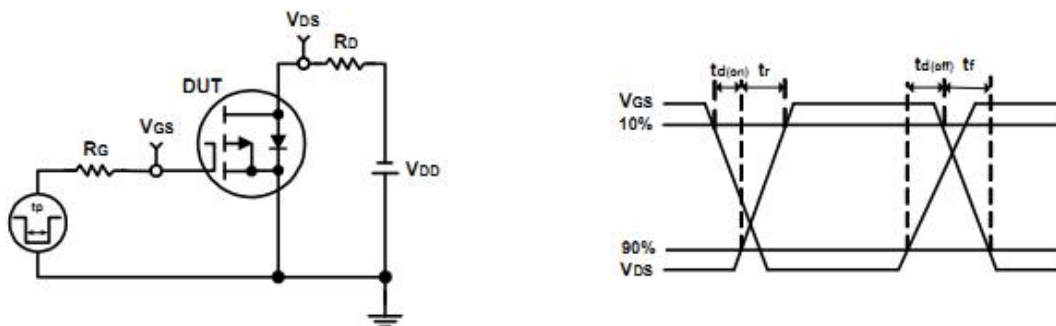 VDS
RD
DUT
VGS
RG
VDD
tp
td(on) tr
td(off) tf
VGS
10%
90%
VDS